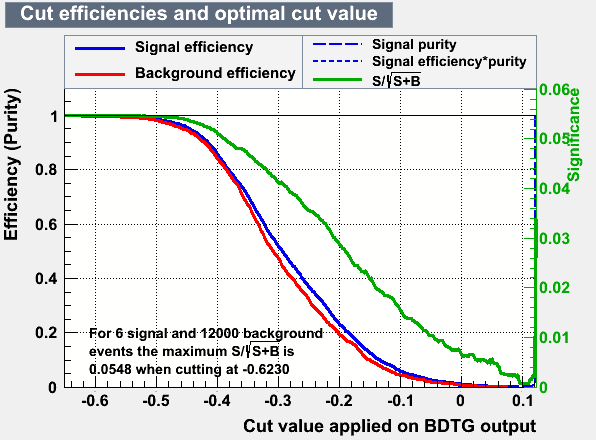 Cut efficiencies and optimal cut value
Signal efficiency
Background efficiency
Signal purity
Signal efficiency*purity
S/√S+B
Efficiency (Purity)
1
0.8
0.6
0.4
0.2
0
0.06
0.05
0.04
0.03
0.02
0.01
0
Significance
For 6 signal and 12000 background
events the maximum S/√S+B is
0.0548 when cutting at -0.6230
-0.6 -0.5 -0.4 -0.3 -0.2 -0.1 0 0.1
Cut value applied on BDTG output